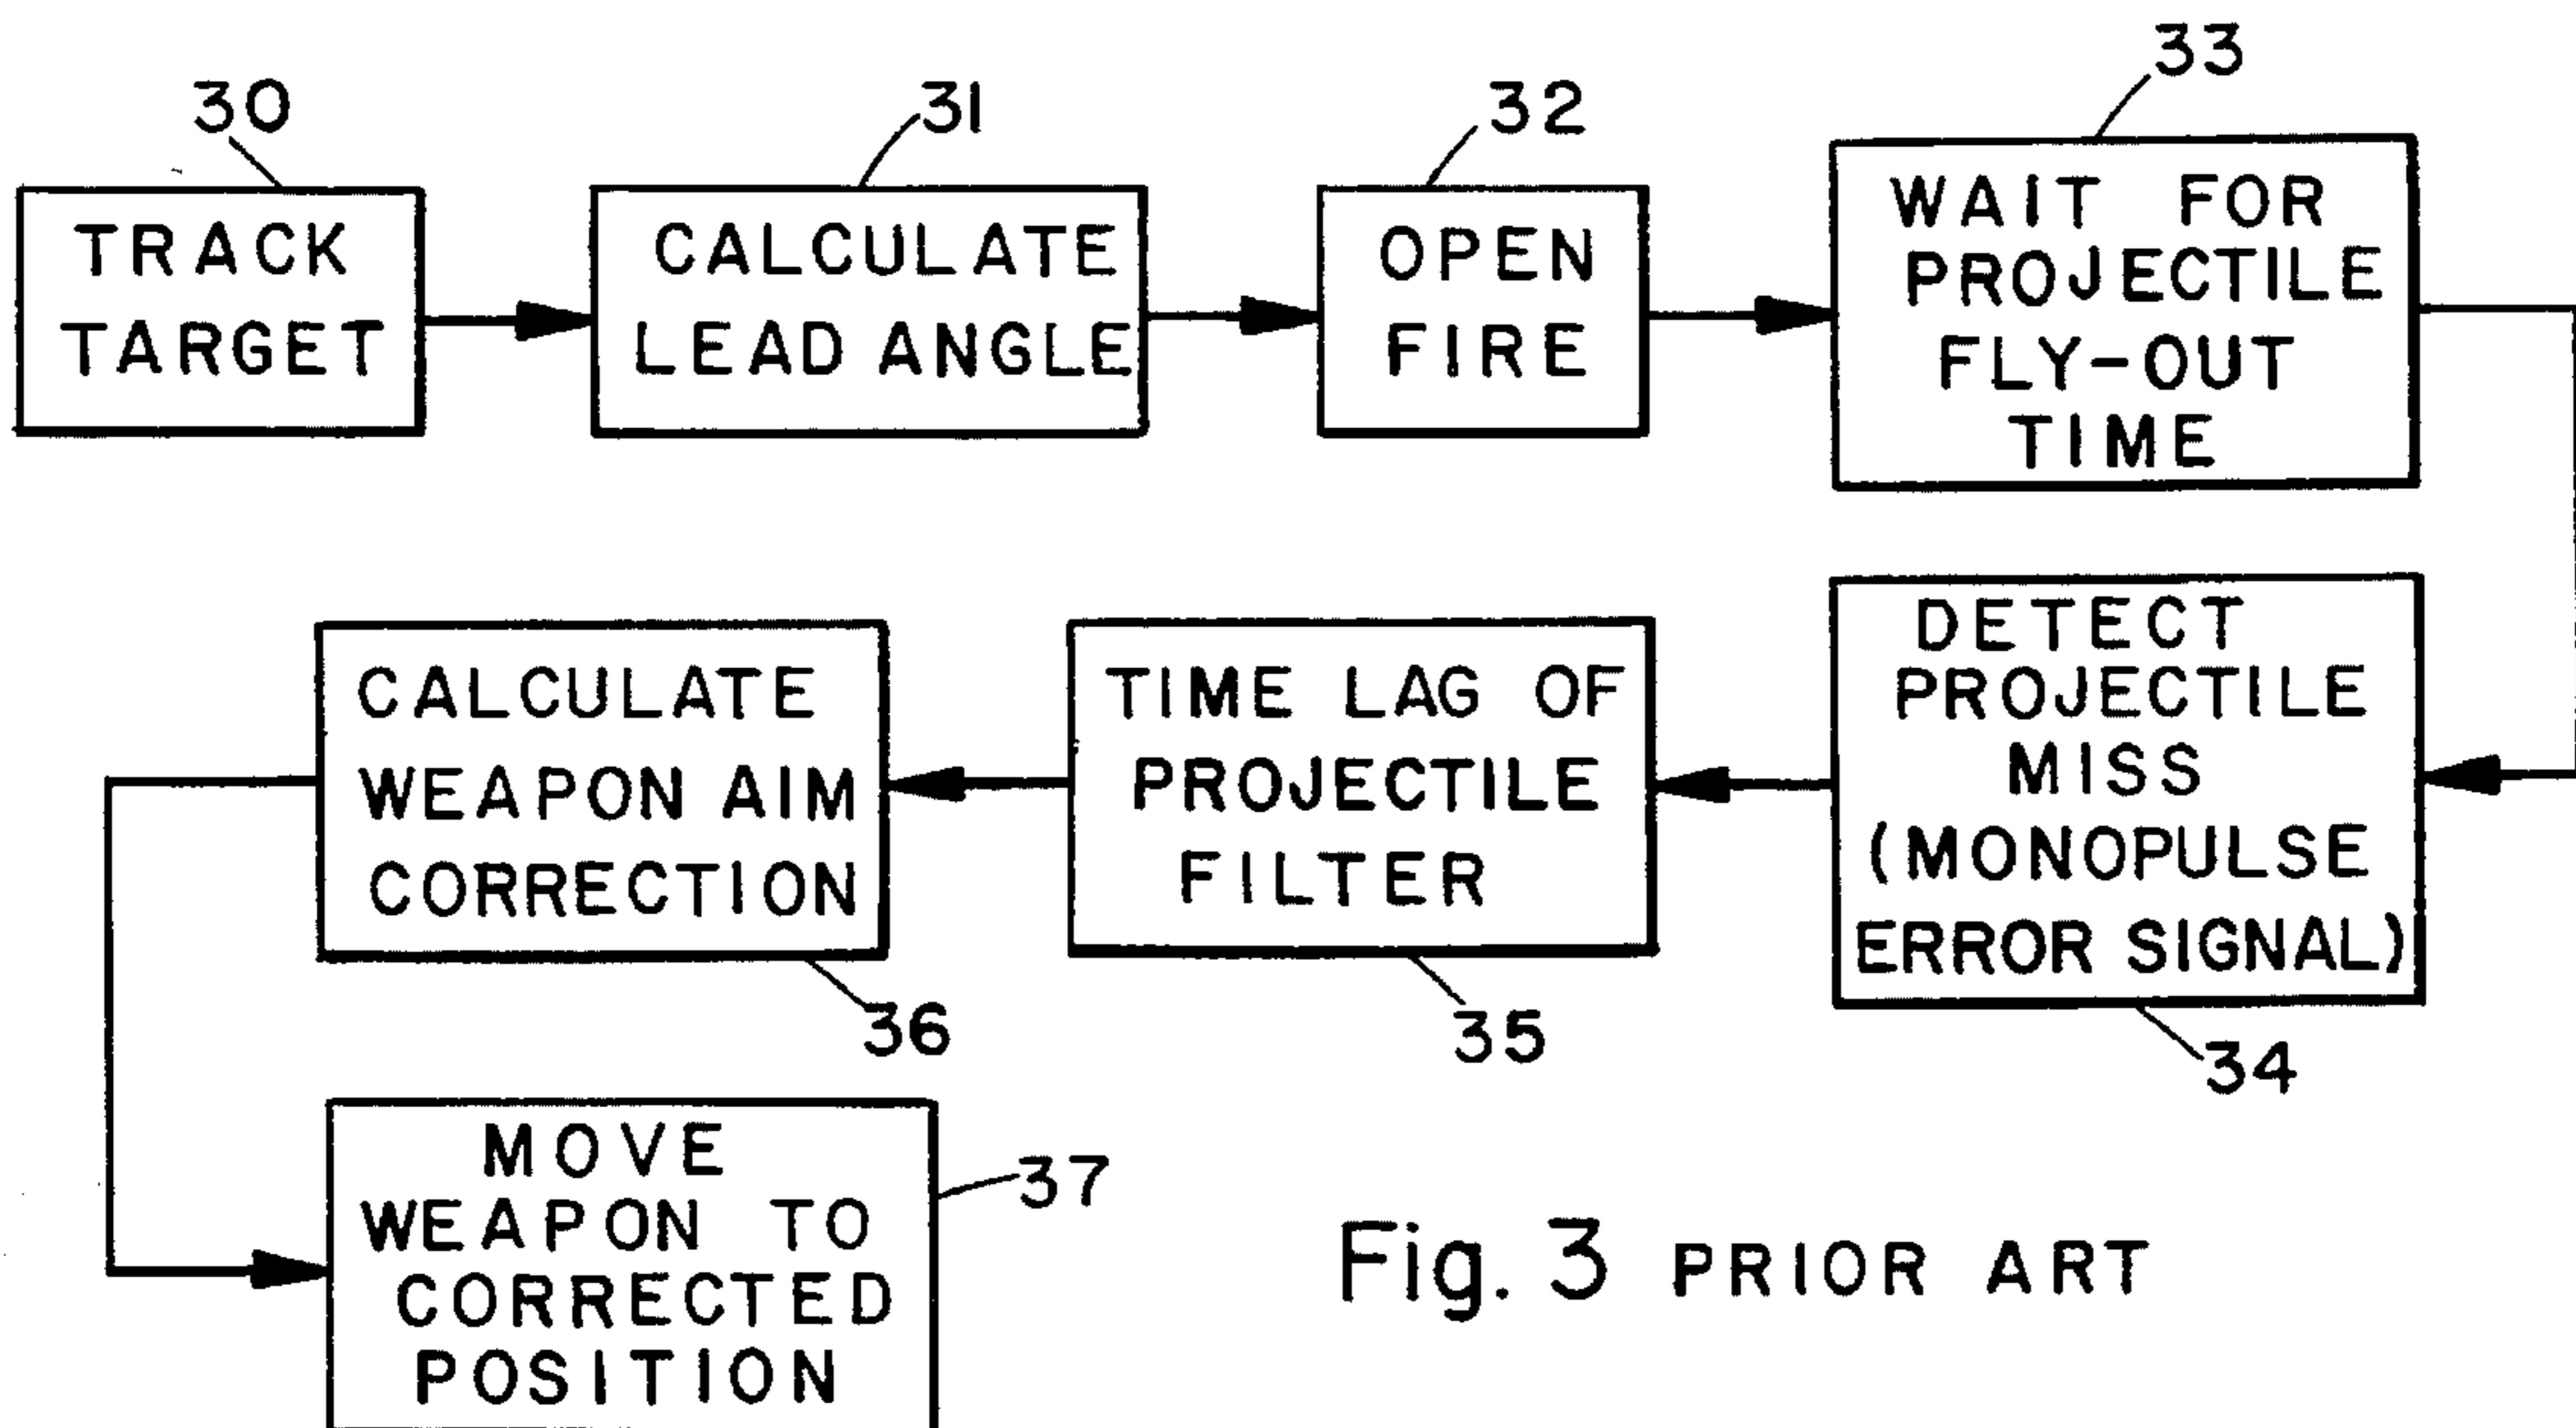 30
TRACK
TARGET
31
CALCULATE
LEAD ANGLE
32
OPEN
FIRE
33
WAIT FOR
PROJECTILE
FLY-OUT
TIME
DETECT
PROJECTILE
MISS
(MONOPULSE
ERROR SIGNAL)
34
TIME LAG OF
PROJECTILE
FILTER
35
CALCULATE
WEAPON AIM
CORRECTION
36
MOVE
WEAPON TO
CORRECTED
POSITION
37
Fig. 3 PRIOR ART